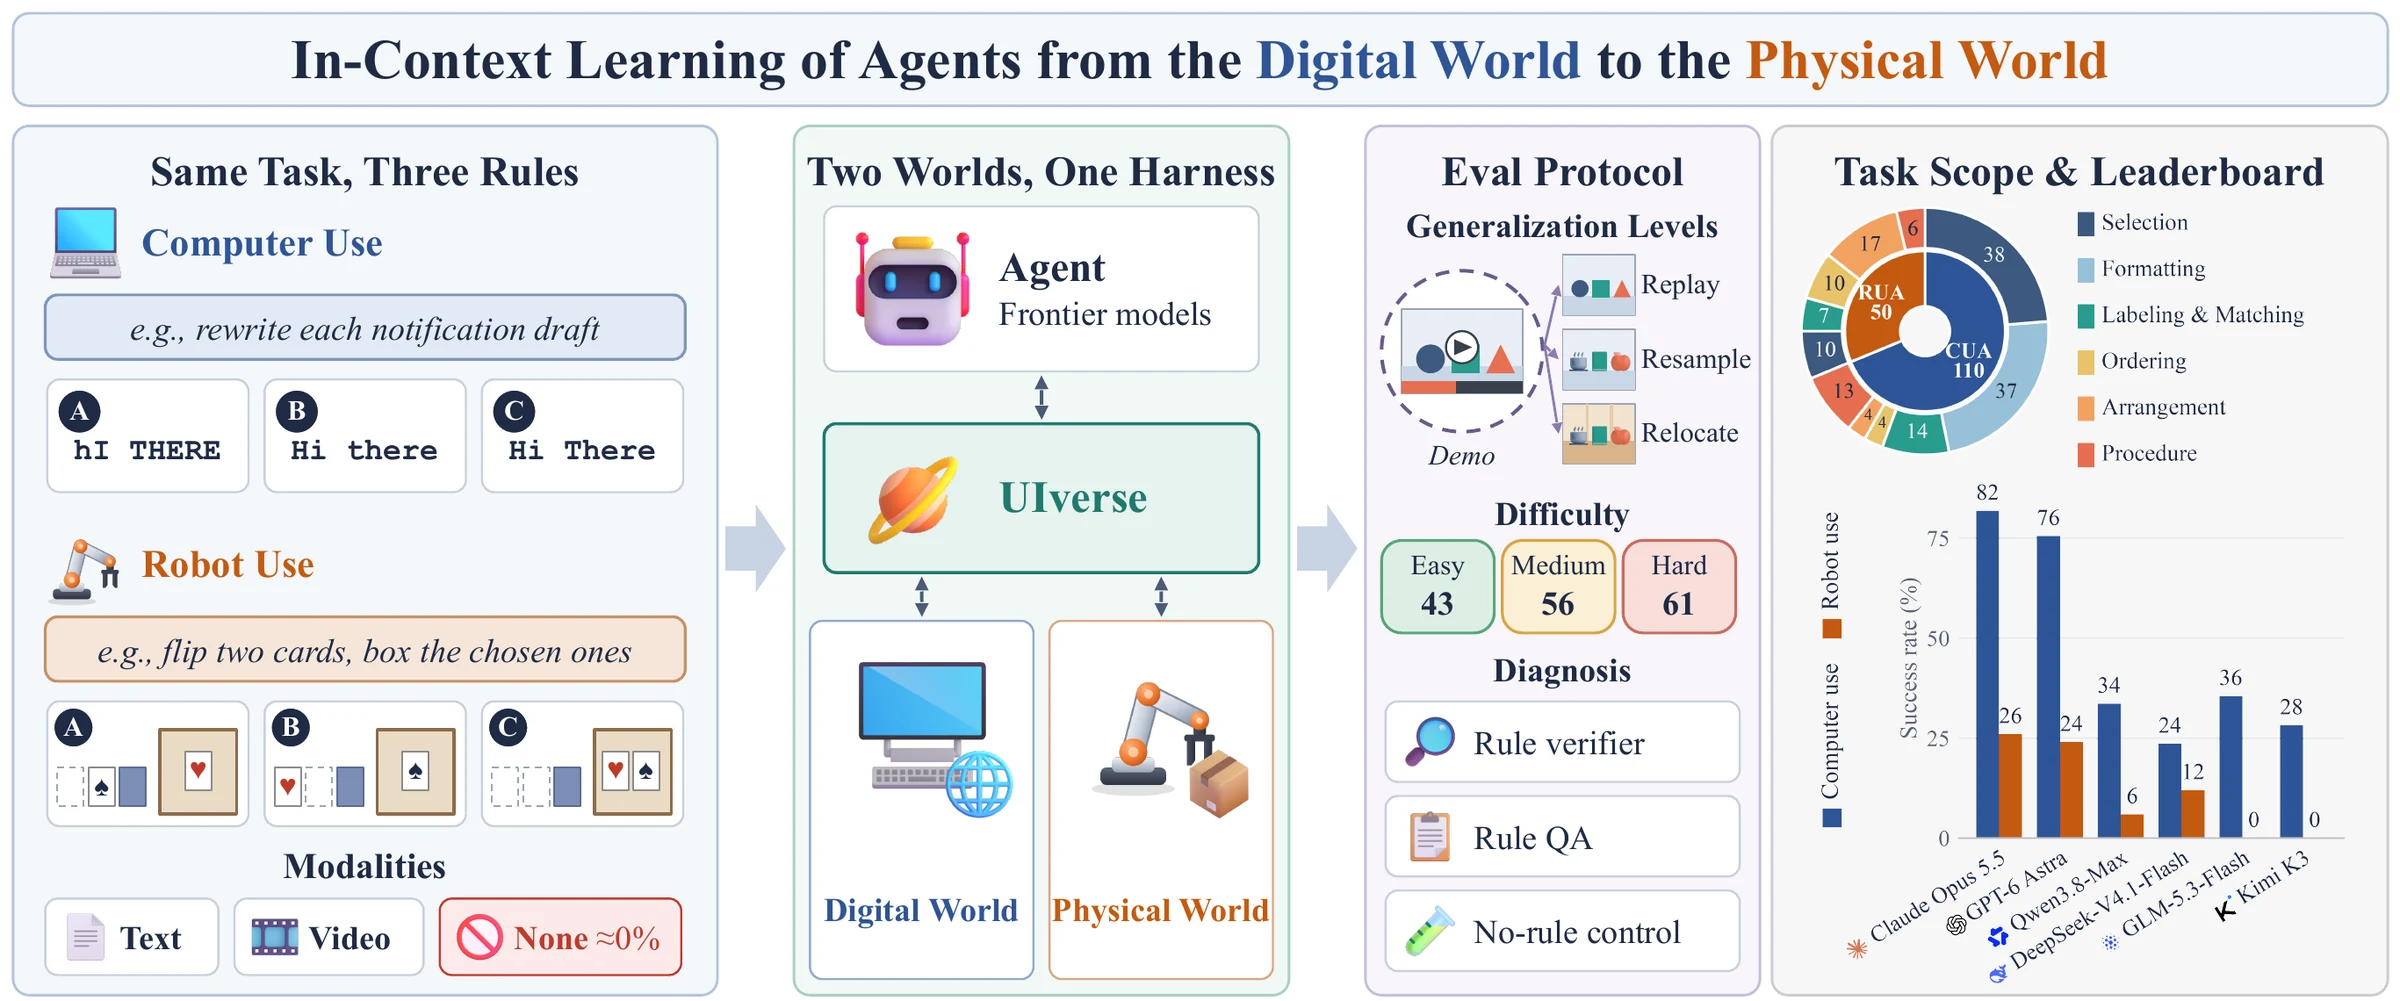 In-Context Learning of Agents from the Digital World to the Physical World
Same Task, Three Rules
Computer Use
e.g., rewrite each notification draft
A
hI THERE
B
Hi there
C
Hi There
Robot Use
e.g., flip two cards, box the chosen ones
A
B
C
Modalities
Text
Video
None ≈0%
Two Worlds, One Harness
Agent
Frontier models
UIverse
Digital World
Physical World
Eval Protocol
Generalization Levels
Demo
Replay
Resample
Relocate
Difficulty
Easy
43
Medium
56
Hard
61
Diagnosis
Rule verifier
Rule QA
No-rule control
Task Scope & Leaderboard
RUA
50
CUA
110
38
37
14
4
4
13
10
7
10
17
6
Selection
Formatting
Labeling & Matching
Ordering
Arrangement
Procedure
Computer use
Robot use
Success rate (%)
75
50
25
0
82
26
76
24
34
6
24
12
36
0
28
0
Claude Opus 5.5
GPT-6 Astra
Qwen3.8-Max
DeepSeek-V4.1-Flash
GLM-5.3-Flash
Kimi K3